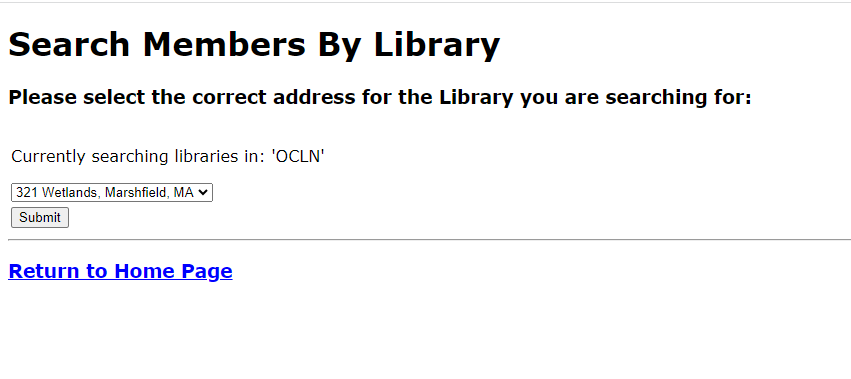 Search Members By Library
Please select the correct address for the Library you are searching for:
Currently searching libraries in: 'OCLN'
321 Wetlands, Marshfield, MA
Submit
Return to Home Page